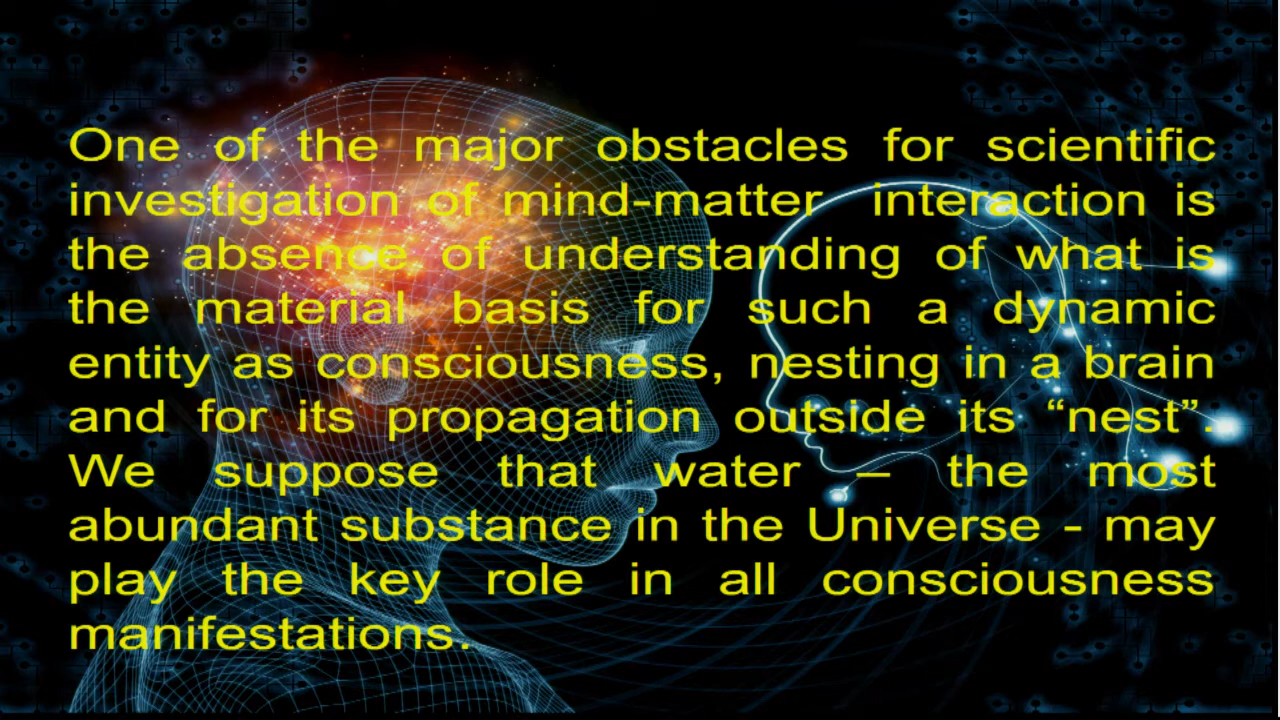 One of the major obstacles for scientific
investigation of mind-matter interaction is
the absence of understanding of what is
the material basis for such a dynamic
entity as consciousness, nesting in a brain
and for its propagation outside its “nest”.
We suppose that water – the most
abundant substance in the Universe - may
play the key role in all consciousness
manifestations.